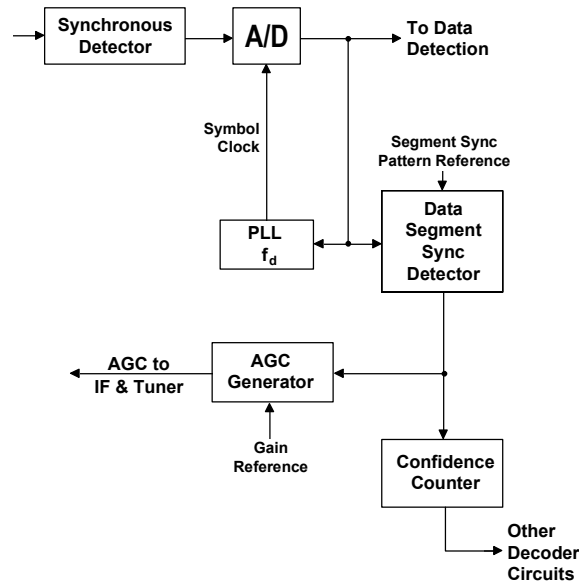 Synchronous
Detector
A/D
To Data
Detection
Symbol
Clock
Segment Sync
Pattern Reference
PLL
fd
Data
Segment
Sync
Detector
AGC to
IF & Tuner
AGC
Generator
Gain
Reference
Confidence
Counter
Other
Decoder
Circuits